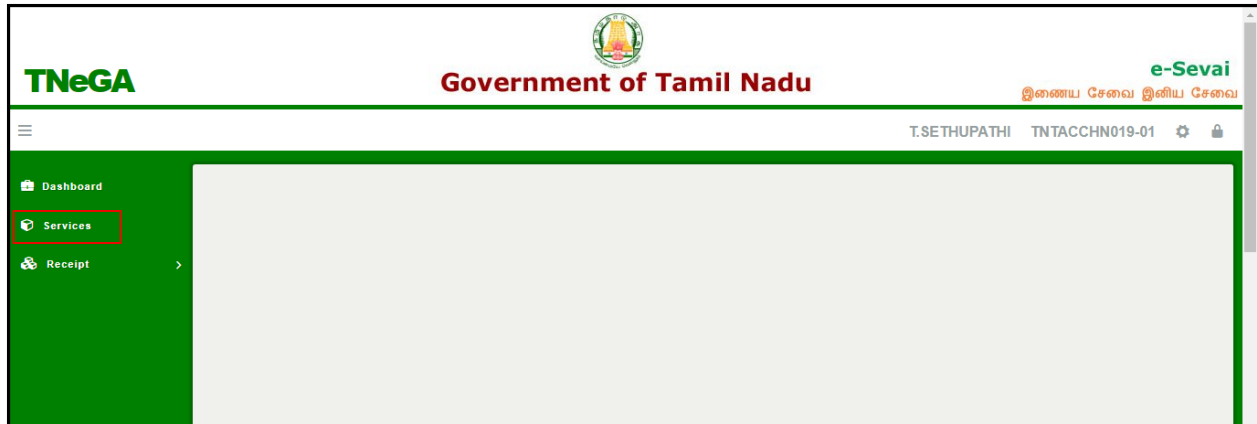 TNeGA
Government of Tamil Nadu
e-Sevai
இணைய சேவை இனிய சேவை
T.SETHUPATHI TNTACCHN019-01
Dashboard
Services
Receipt